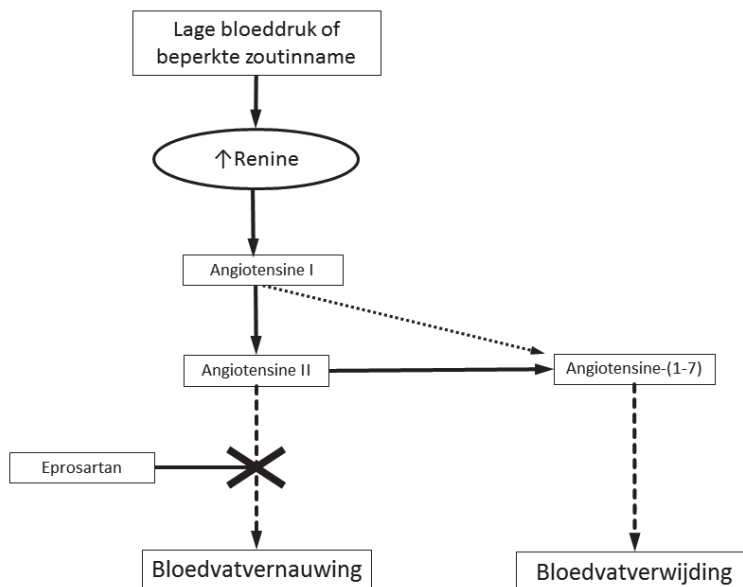 Lage bloeddruk of
beperkte zoutinname
↑Renine
Angiotensine I
Angiotensine II
Angiotensine-(1-7)
Eprosartan
Bloedvatvernauwing
Bloedvatverwijding